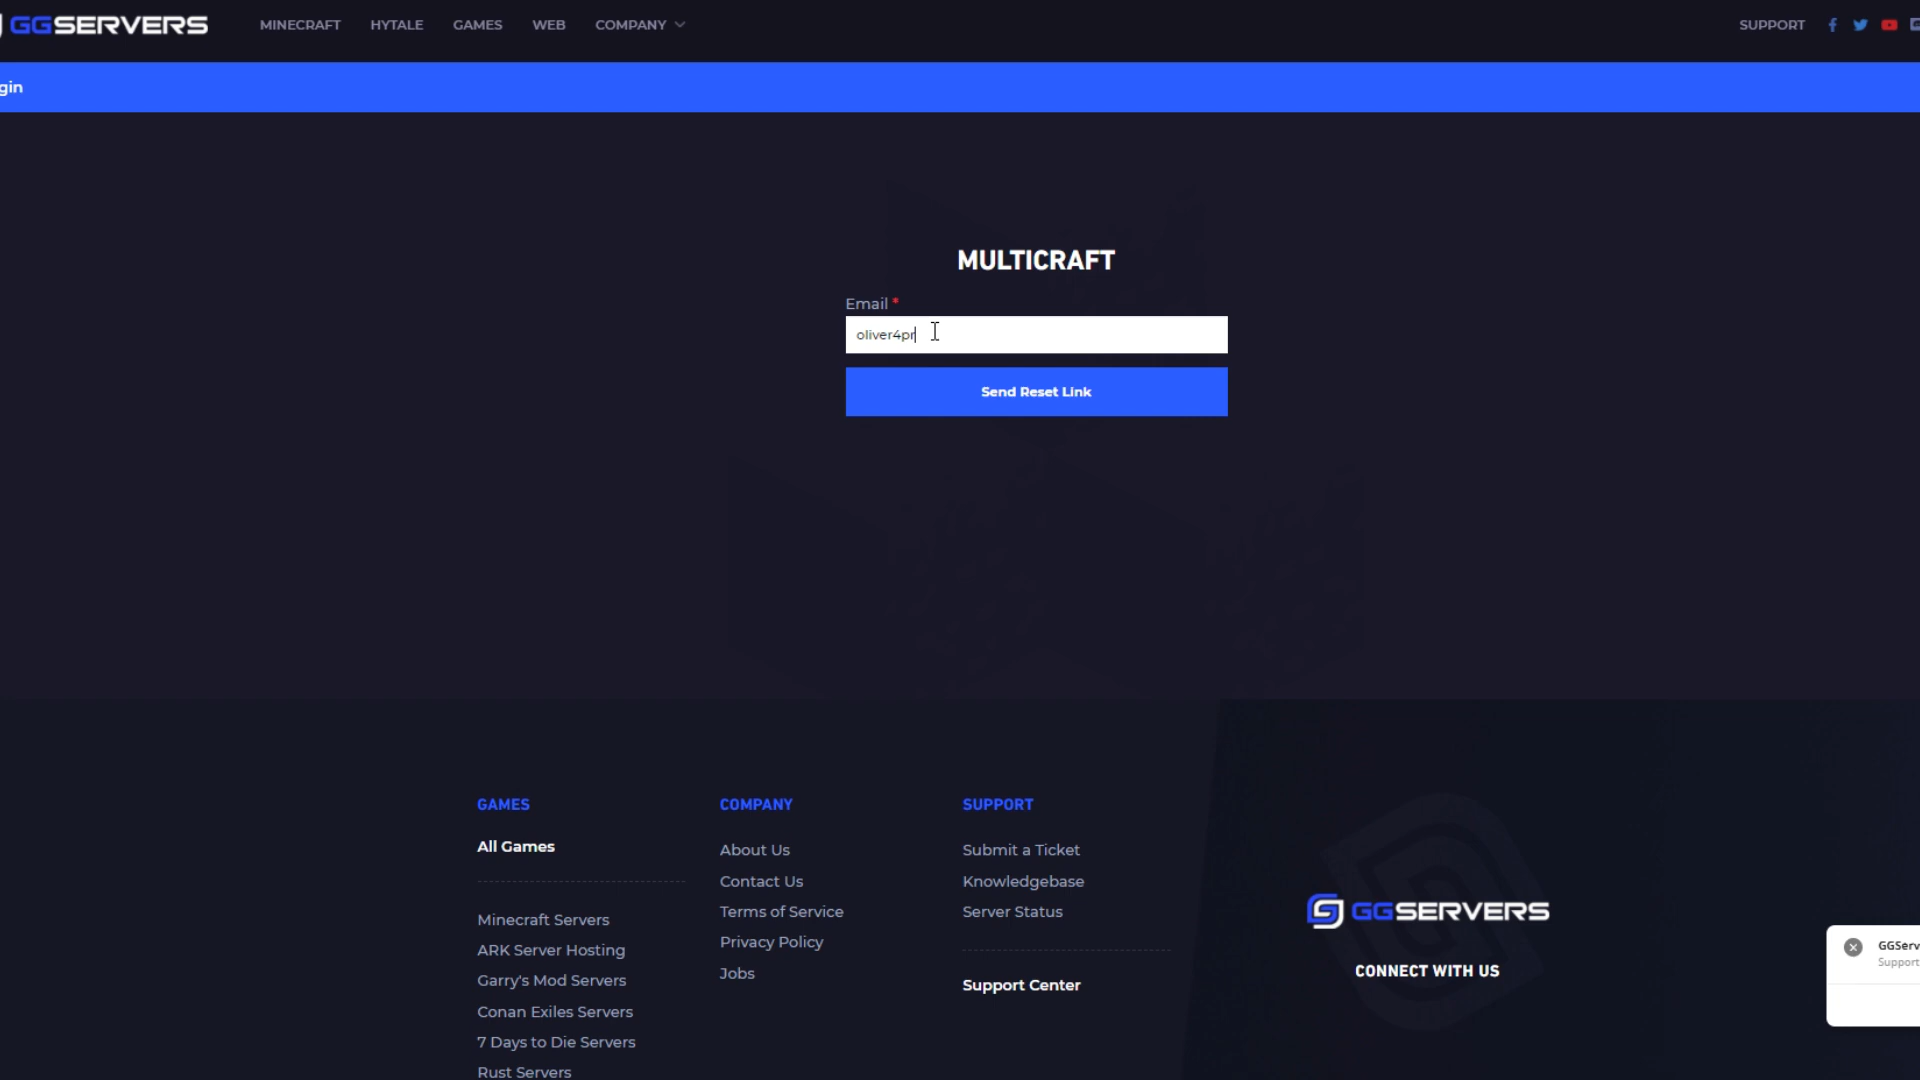 GGSERVERS MINECRAFT HYTALE GAMES WEB COMPANY SUPPORT
gin
MULTICRAFT
Email *
oliver4pr
Send Reset Link
GAMES
All Games
Minecraft Servers
ARK Server Hosting
Garry's Mod Servers
Conan Exiles Servers
7 Days to Die Servers
Rust Servers
COMPANY
About Us
Contact Us
Terms of Service
Privacy Policy
Jobs
SUPPORT
Submit a Ticket
Knowledgebase
Server Status
Support Center
GGSERVERS
CONNECT WITH US
GGServ
Support